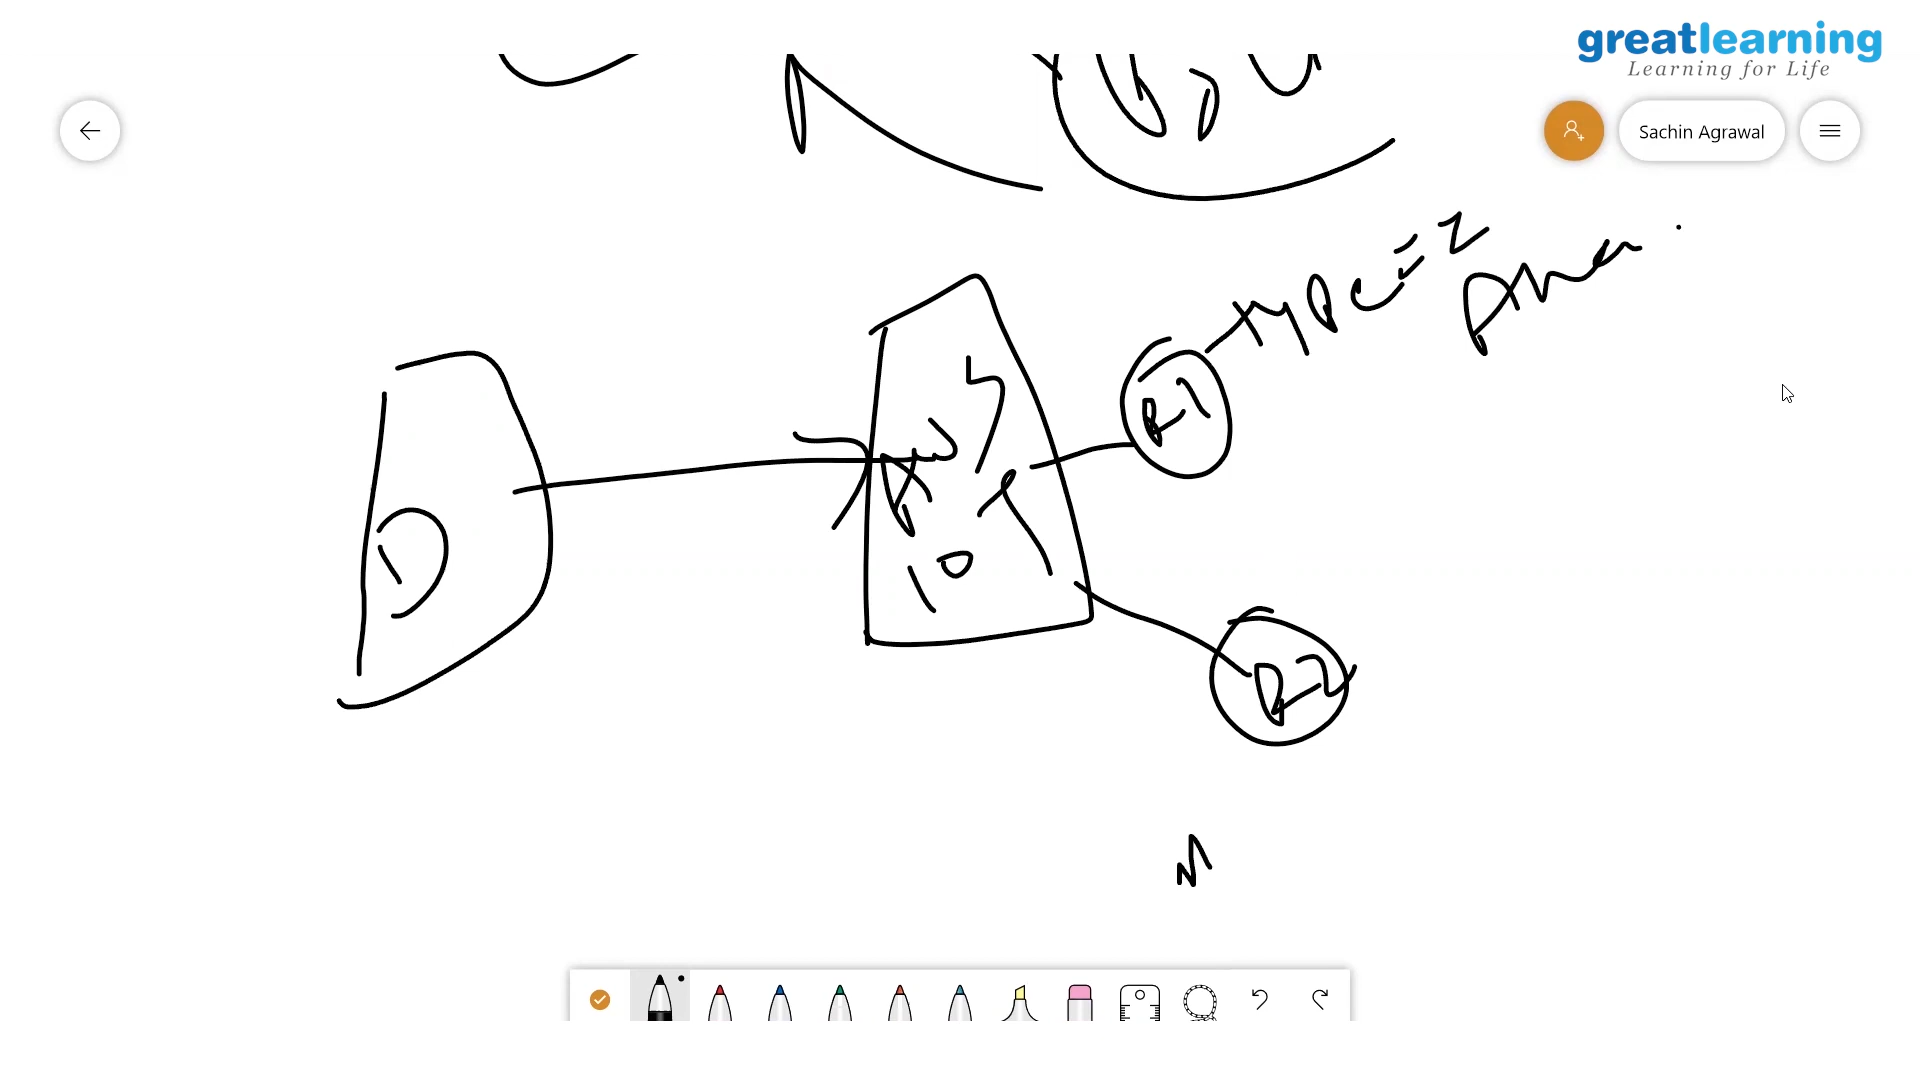 greatlearning
Learning for Life
Sachin Agrawal
type = 2
R1
D
AWS
IOT
R2